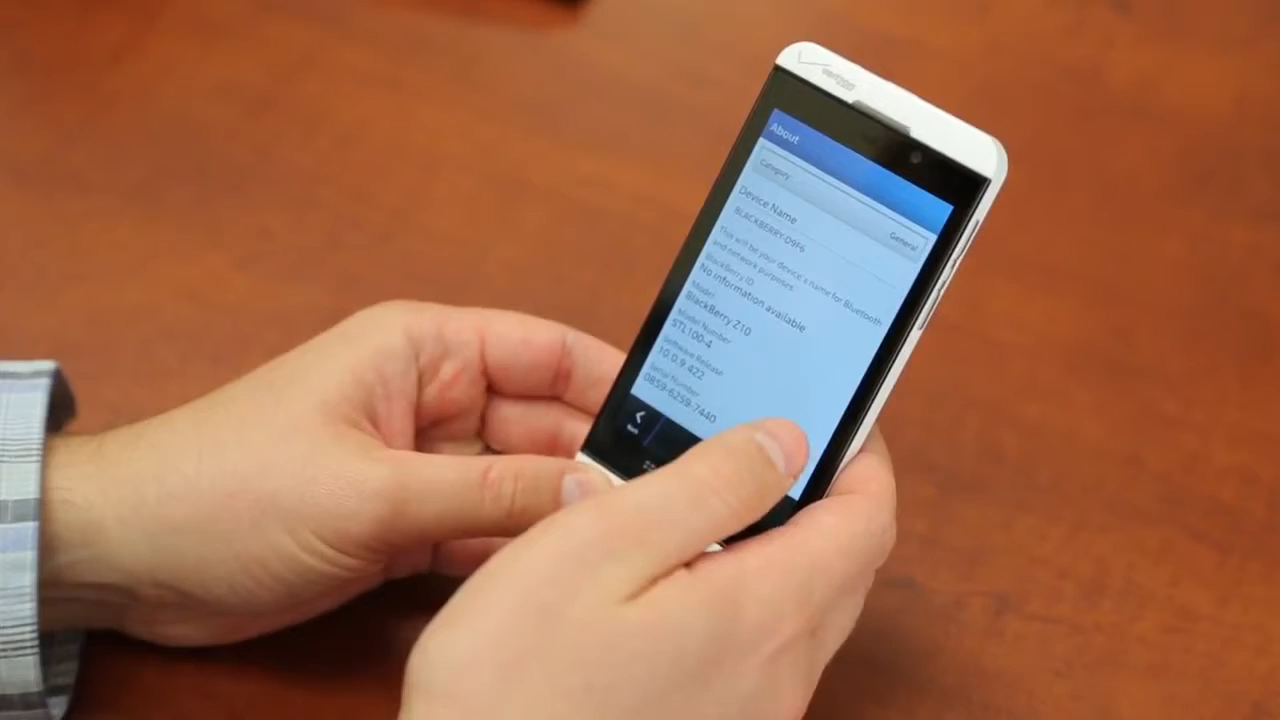 verizon
About
Category
General
Device Name
BLACKBERRY-D9F6
This will be your device's name for Bluetooth
and network purposes.
BlackBerry ID
No information available
Model
BlackBerry Z10
Model Number
STL100-4
Software Release
10.0.9.422
Serial Number
0859-6259-7440
Back